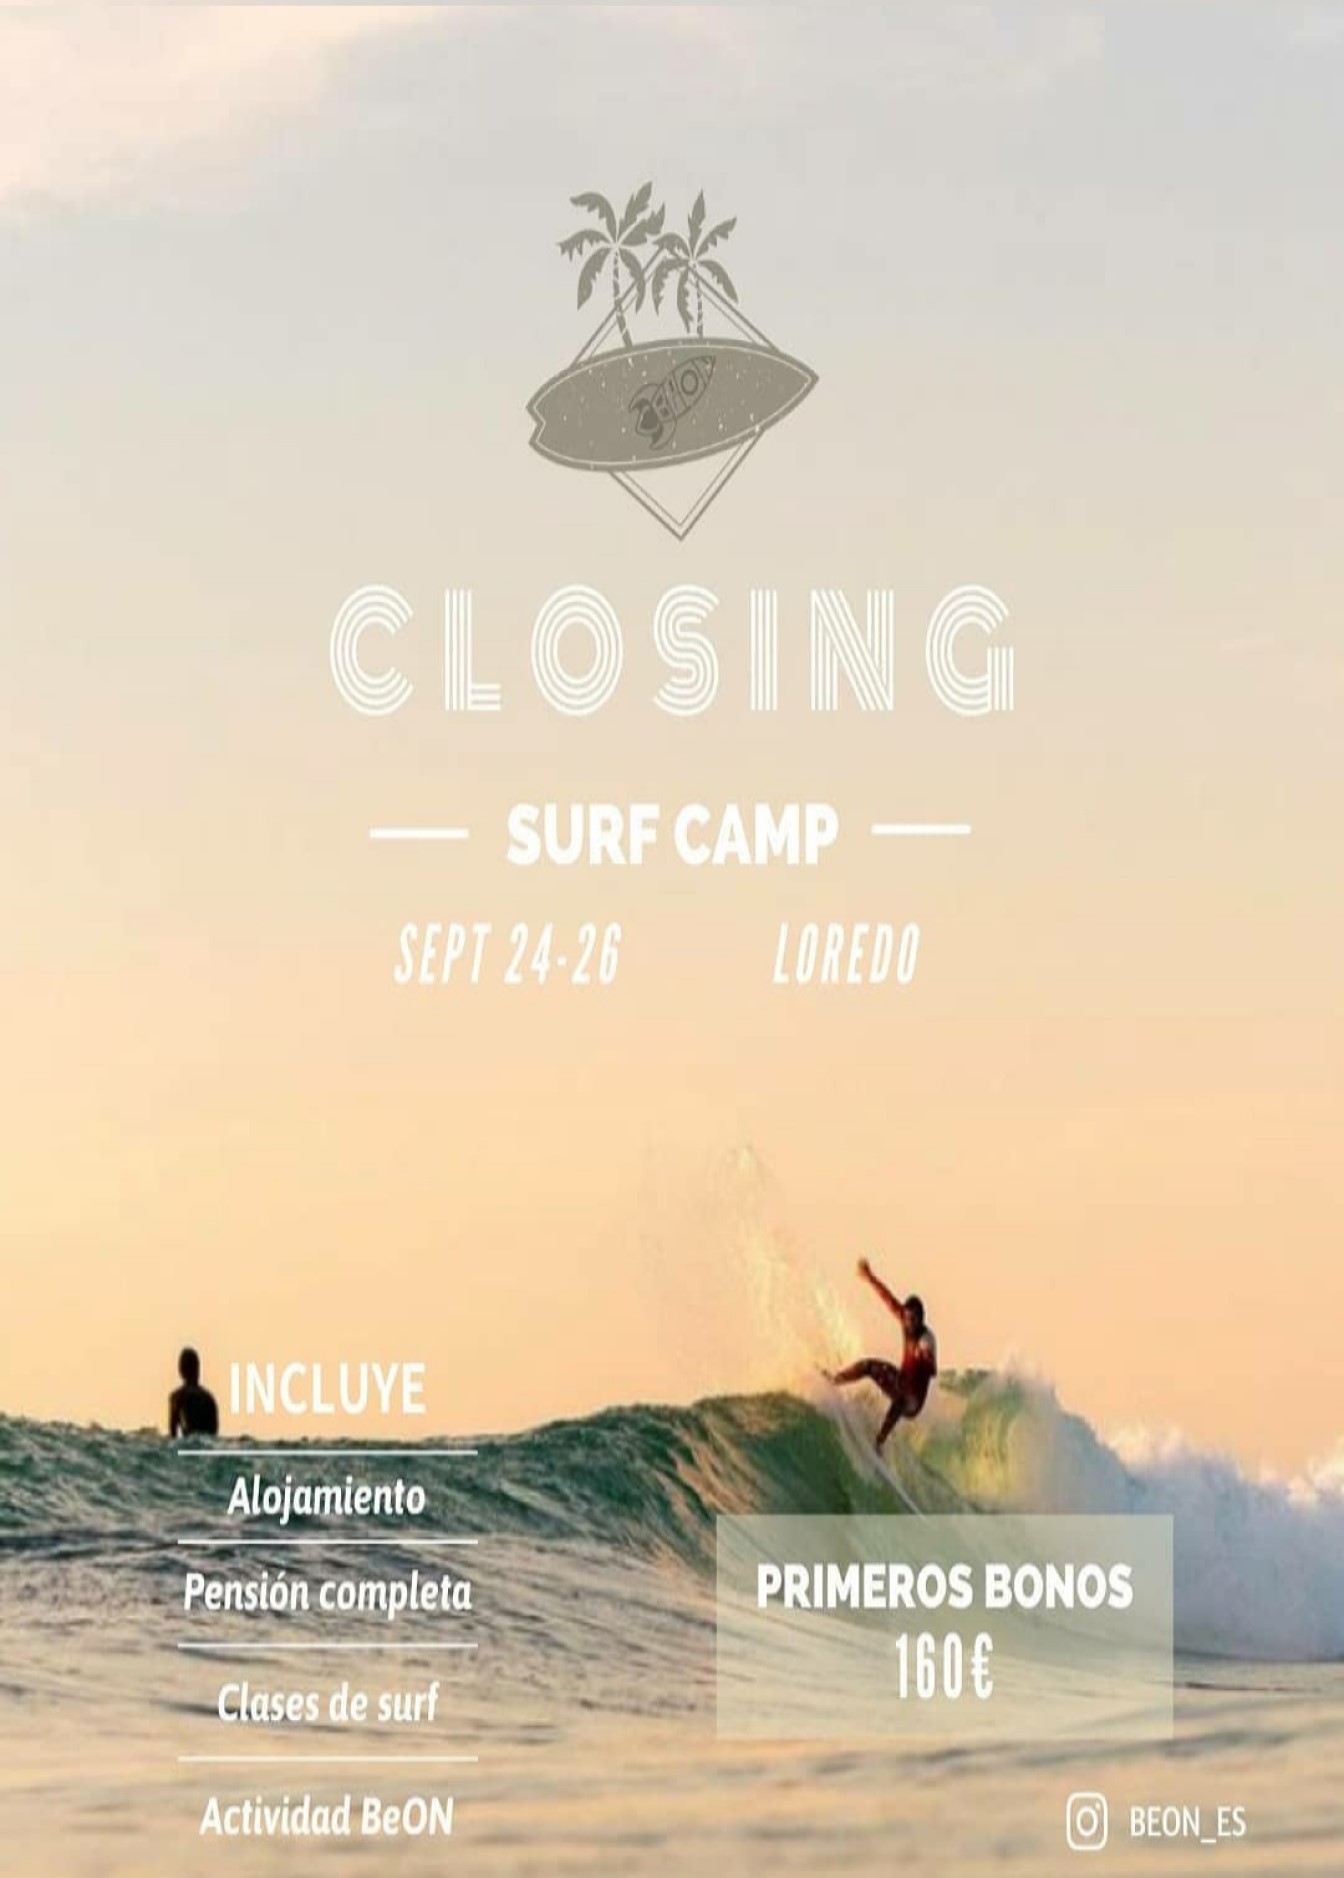 CLOSING
SURF CAMP
SEPT 24-26 LOREDO
INCLUYE
Alojamiento
Pensión completa
Clases de surf
Actividad BeON
PRIMEROS BONOS
160€
BEON_ES